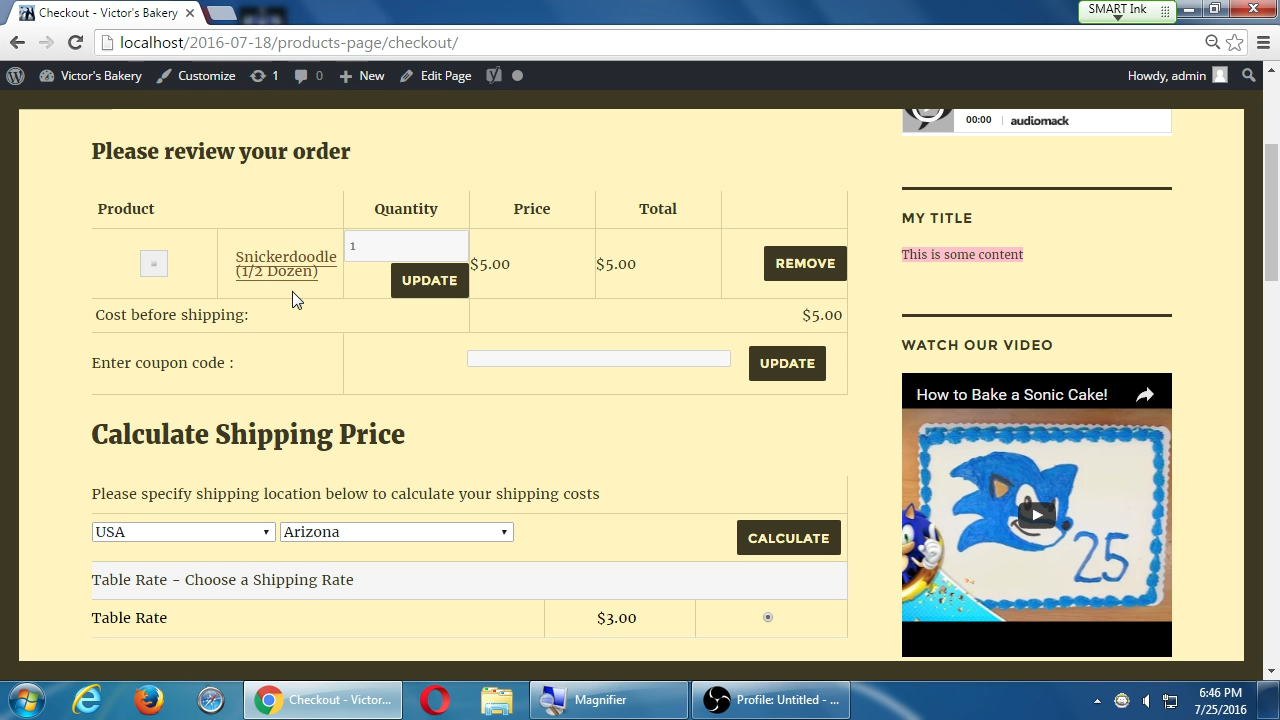 Checkout - Victor's Bakery
SMART Ink
localhost/2016-07-18/products-page/checkout/
Victor's Bakery Customize 1 0 New Edit Page Howdy, admin
00:00 audiomack
Please review your order
Product Quantity Price Total
Snickerdoodle
(1/2 Dozen)
1
UPDATE
$5.00 $5.00 REMOVE
Cost before shipping: $5.00
Enter coupon code : UPDATE
Calculate Shipping Price
Please specify shipping location below to calculate your shipping costs
USA Arizona CALCULATE
Table Rate - Choose a Shipping Rate
Table Rate $3.00
MY TITLE
This is some content
WATCH OUR VIDEO
How to Bake a Sonic Cake!
25
Checkout - Victor... Magnifier Profile: Untitled - ...
6:46 PM
7/25/2016